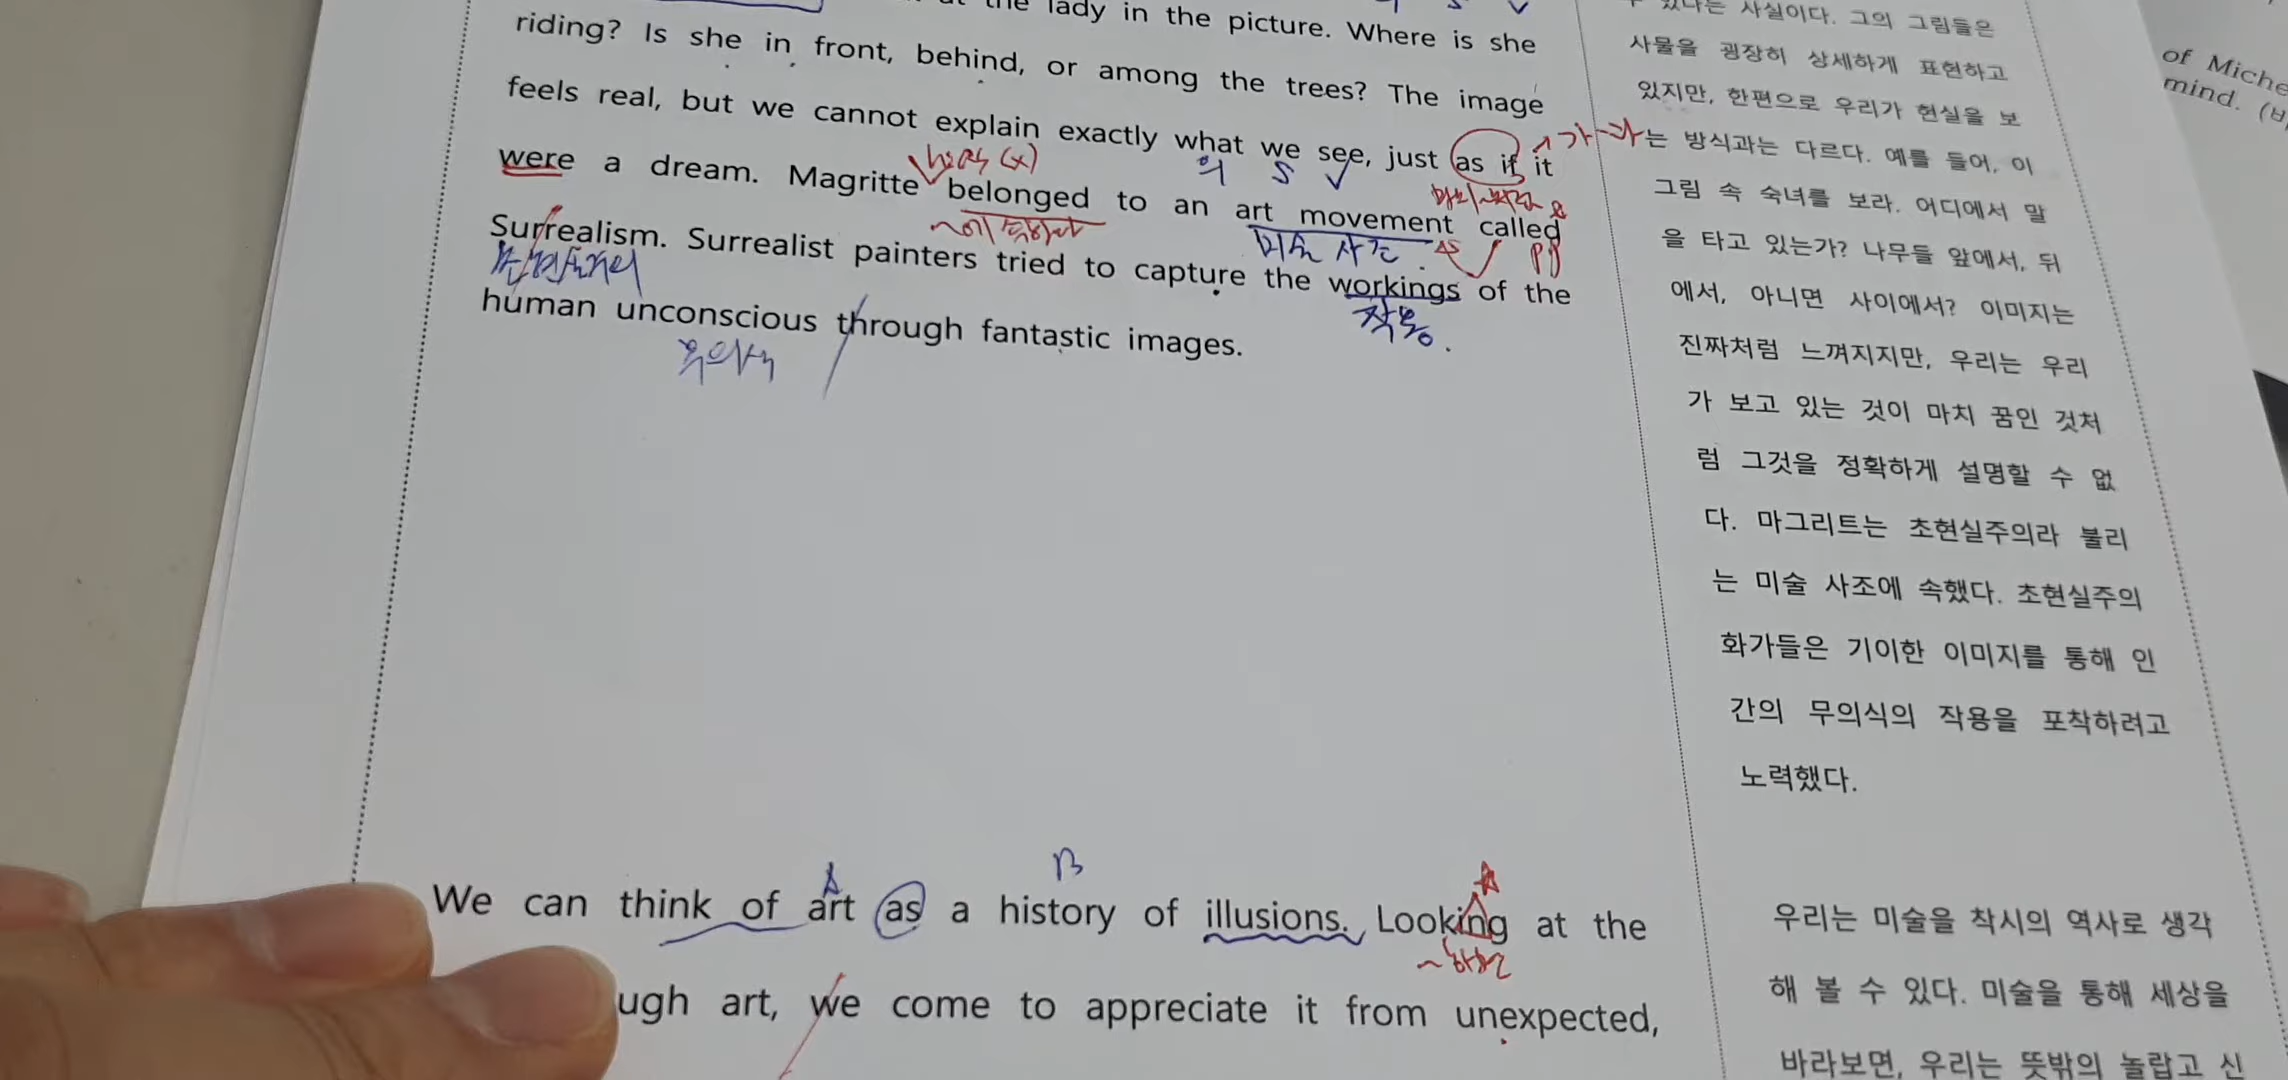 the lady in the picture. Where is she
riding? Is she in front, behind, or among the trees? The image
feels real, but we cannot explain exactly what we see, just as if it
were a dream. Magritte belonged to an art movement called
Surrealism. Surrealist painters tried to capture the workings of the
human unconscious through fantastic images.
was (x)
의 S V
~에 속하다
미술 사조
PP
작용.
무의식
있다는 사실이다. 그의 그림들은
사물을 굉장히 상세하게 표현하고
있지만, 한편으로 우리가 현실을 보
는 방식과는 다르다. 예를 들어, 이
그림 속 숙녀를 보라. 어디에서 말
을 타고 있는가? 나무들 앞에서, 뒤
에서, 아니면 사이에서? 이미지는
진짜처럼 느껴지지만, 우리는 우리
가 보고 있는 것이 마치 꿈인 것처
럼 그것을 정확하게 설명할 수 없
다. 마그리트는 초현실주의라 불리
는 미술 사조에 속했다. 초현실주의
화가들은 기이한 이미지를 통해 인
간의 무의식의 작용을 포착하려고
노력했다.
of Miche
mind. (
A B
We can think of art as a history of illusions. Looking at the
~하면
ugh art, we come to appreciate it from unexpected,
우리는 미술을 착시의 역사로 생각
해 볼 수 있다. 미술을 통해 세상을
바라보면, 우리는 뜻밖의 놀랍고 신